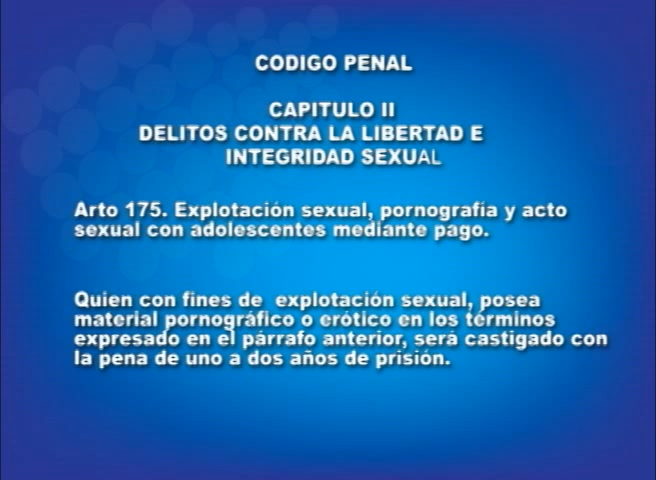 CODIGO PENAL
CAPITULO II
DELITOS CONTRA LA LIBERTAD E
INTEGRIDAD SEXUAL
Arto 175. Explotación sexual, pornografía y acto
sexual con adolescentes mediante pago.
Quien con fines de explotación sexual, posea
material pornográfico o erótico en los términos
expresado en el párrafo anterior, será castigado con
la pena de uno a dos años de prisión.